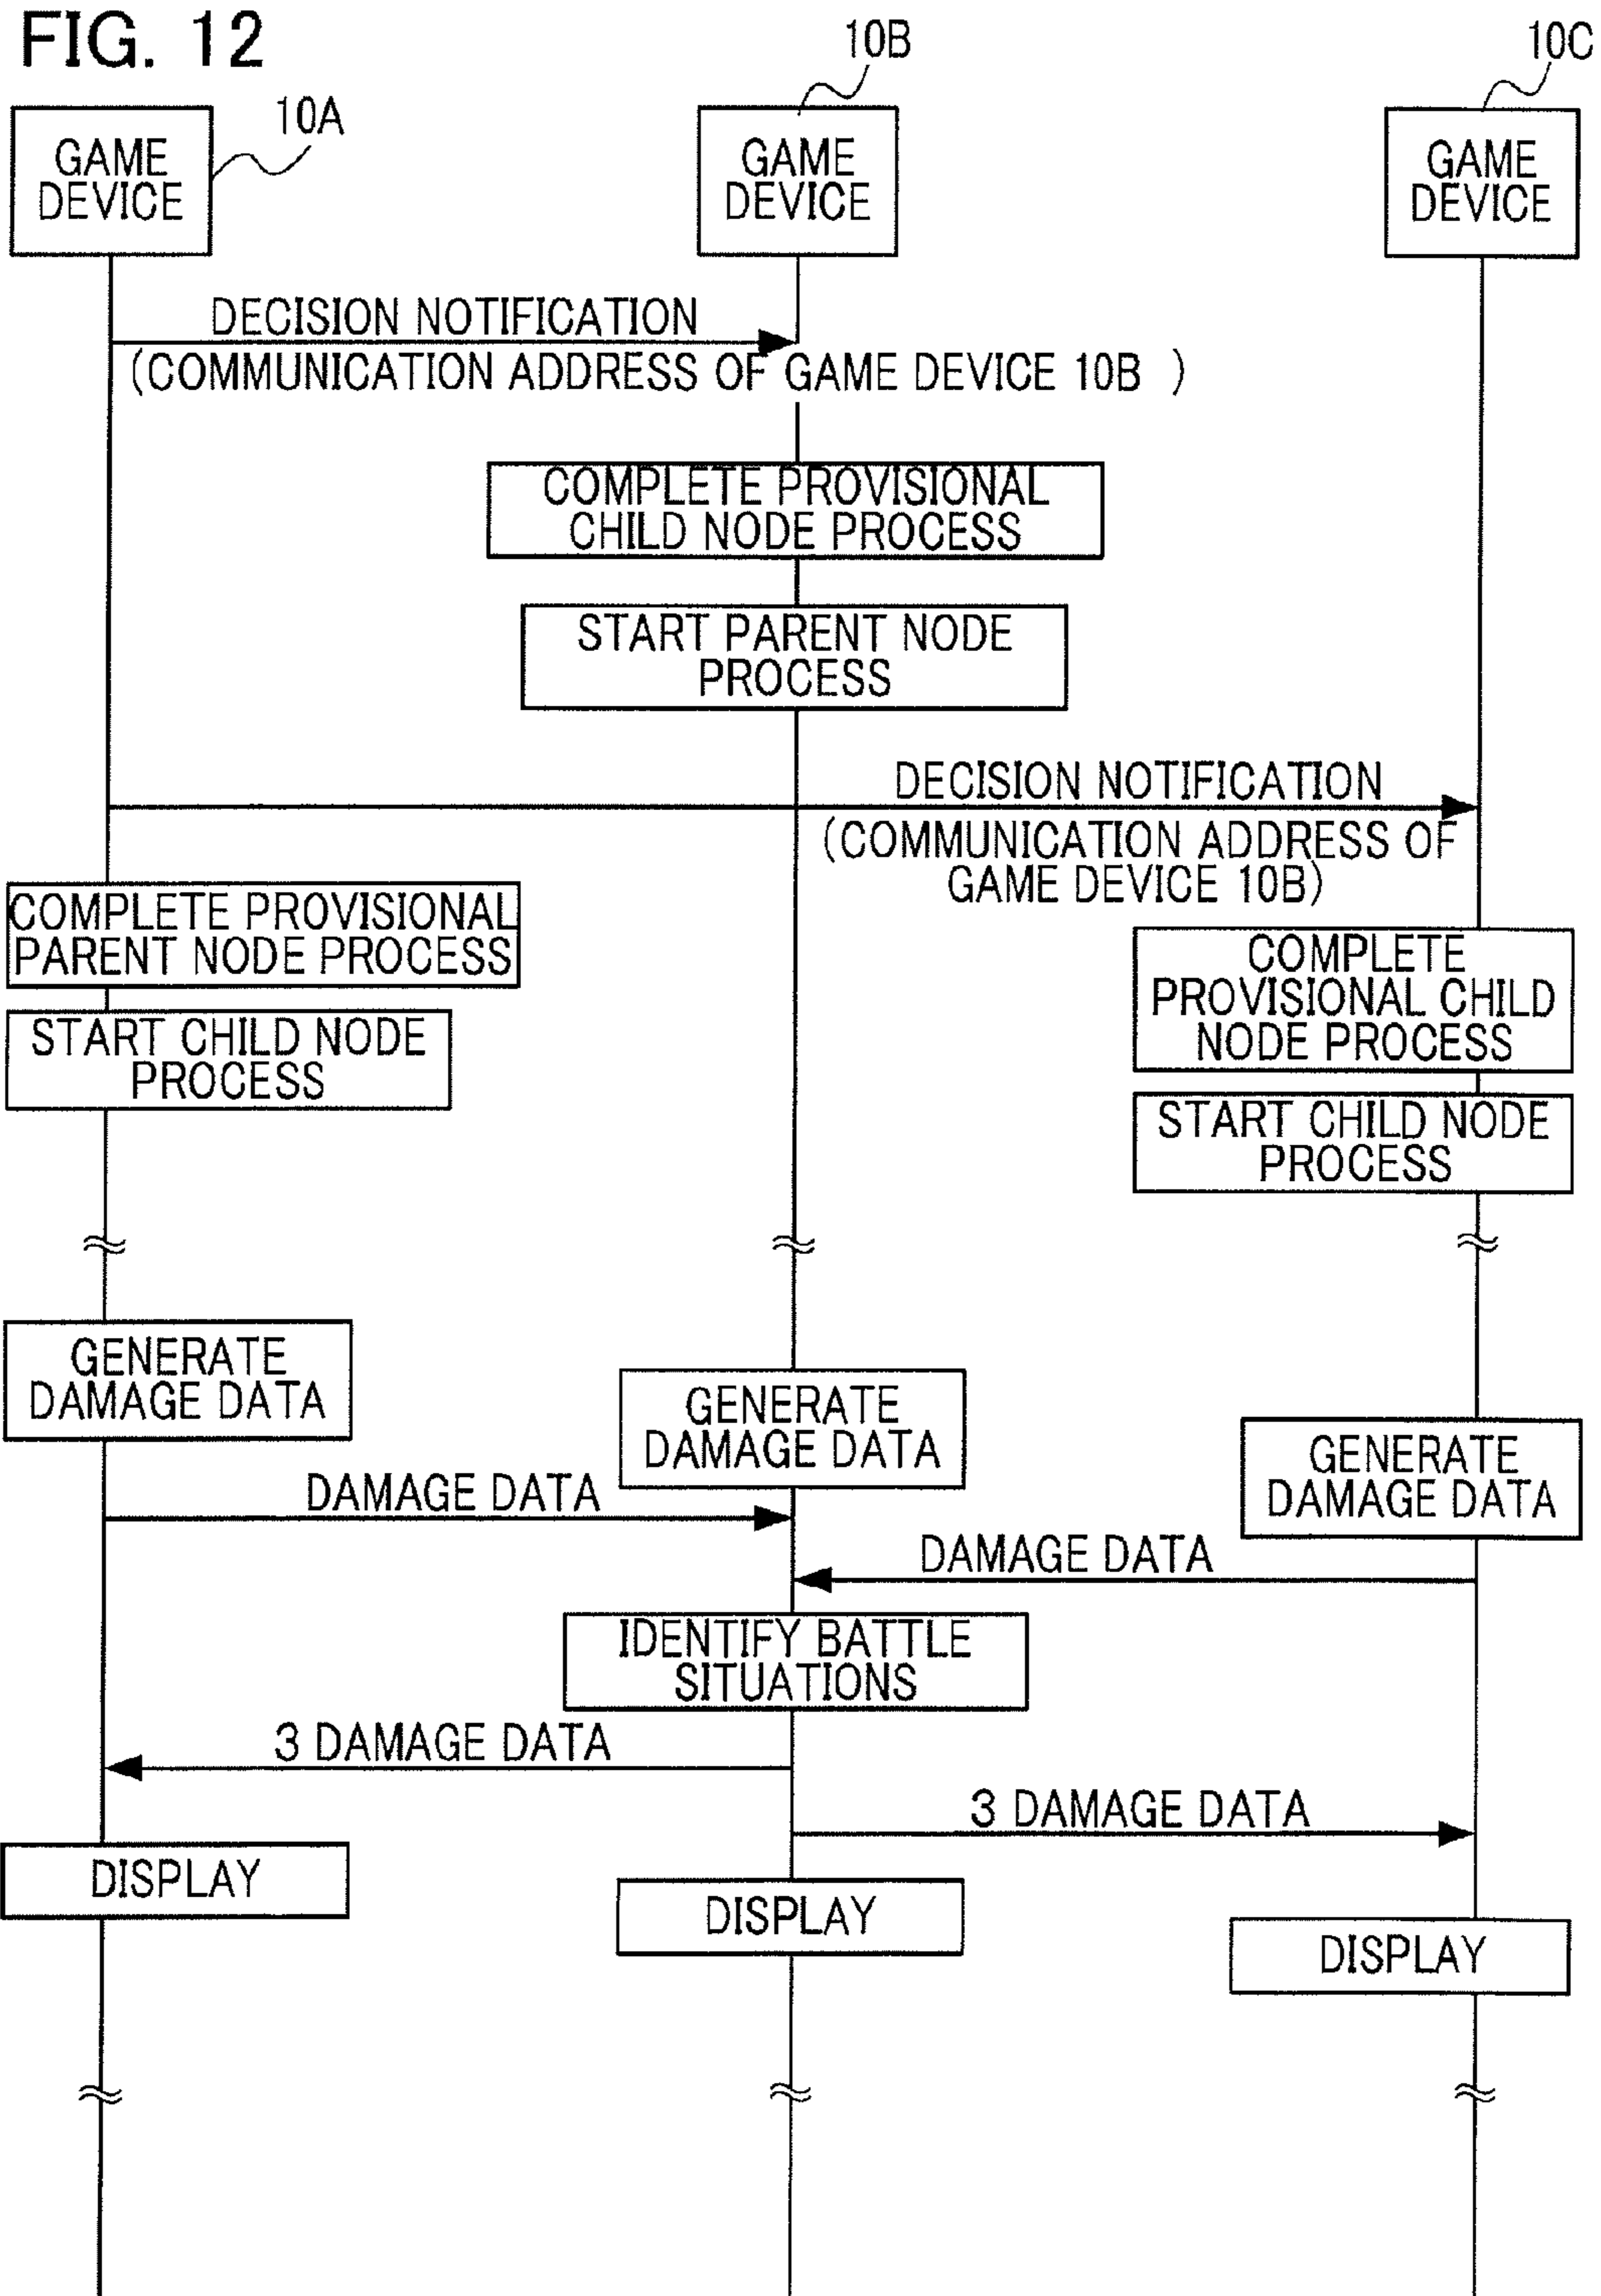 FIG. 12
10A
10B
10C
GAME
DEVICE
GAME
DEVICE
GAME
DEVICE
DECISION NOTIFICATION
(COMMUNICATION ADDRESS OF GAME DEVICE 10B )
COMPLETE PROVISIONAL
CHILD NODE PROCESS
START PARENT NODE
PROCESS
DECISION NOTIFICATION
(COMMUNICATION ADDRESS OF
GAME DEVICE 10B)
COMPLETE PROVISIONAL
PARENT NODE PROCESS
START CHILD NODE
PROCESS
COMPLETE
PROVISIONAL CHILD
NODE PROCESS
START CHILD NODE
PROCESS
GENERATE
DAMAGE DATA
GENERATE
DAMAGE DATA
GENERATE
DAMAGE DATA
DAMAGE DATA
DAMAGE DATA
IDENTIFY BATTLE
SITUATIONS
3 DAMAGE DATA
3 DAMAGE DATA
DISPLAY
DISPLAY
DISPLAY